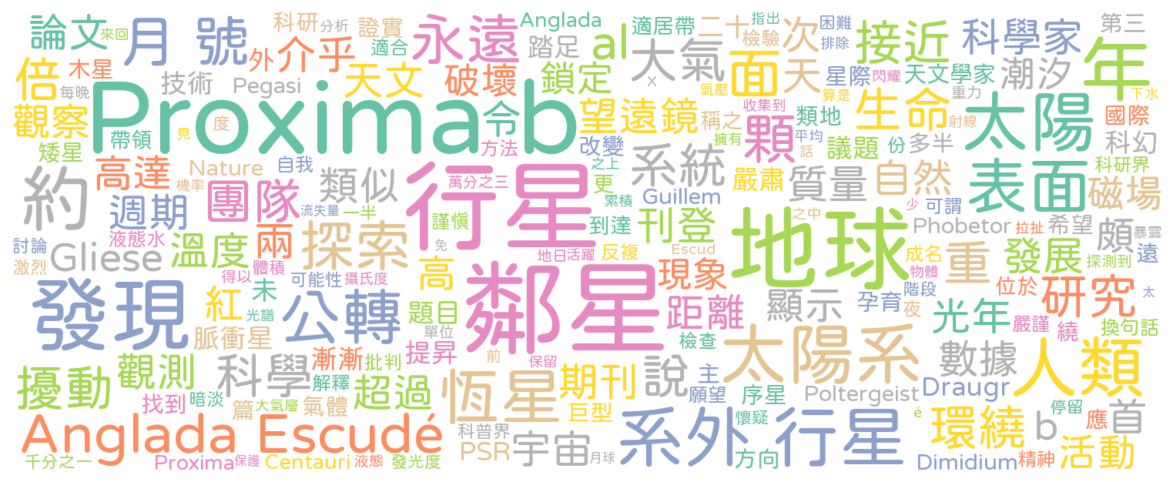 科研 分析 證實 Anglada 適居帶 二十 指出 困難 第三
論文 來回 月 號 永遠 踏足 al 檢驗 次 排除 接近 科學家
外 介乎 適合 大氣 面 天 星際 閃耀 年
倍 木星 技術 Pegasi 天文 破壞 鎖定 x 氣壓 算是 天文學家 潮汐 下水
每晚 Proxima b 令 望遠鏡 稱之 收集到 類地 生命 重力 太陽 國際
觀察 帶領 度 見 方法 改變 顆 平均 擁有 話 議題 份 多半 射線 科幻
矮星 高達 Nature 自我 系統 嚴肅 質量 自然 表面 科研界 磁場
約 機率 團隊 類似 行星 萬分之三 更 Guillem 累積 之上 少 可謂
週期 流失量 一半 謹慎 到達 刊登 地球 之中 Phobetor 希望 頗 拉扯 暴露
討論 液態水 溫度 兩 探索 地日 活躍 反複 成名 發展 探測到 遠
激烈 Gliese 體積 可能性 攝氏度 免 高 Escud 現象 重 物體 位於
發現 紅 未 得以 公轉 鄰星 距離 顯示 孕育 階段 夜 研究 太
光譜 題目 單位 檢查 光年 嚴謹 繞 換句話
脈衝星 漸漸 批判 提昇 前 太陽系 數據 人類
擾動 觀測 科學 解釋 超過 恆星 保留 期刊 說 主 序星 Poltergeist Draugr
找到 暗淡 篇 大氣層 氣體 巨型 願望 懷疑 é 環繞 b 停留 應 首
Anglada Escudé 科普界 宇宙 系外 行星
千分之一 Proxima 保護 Centauri 液態 發光度 PSR 月球 方向 Dimidium 精神 活動